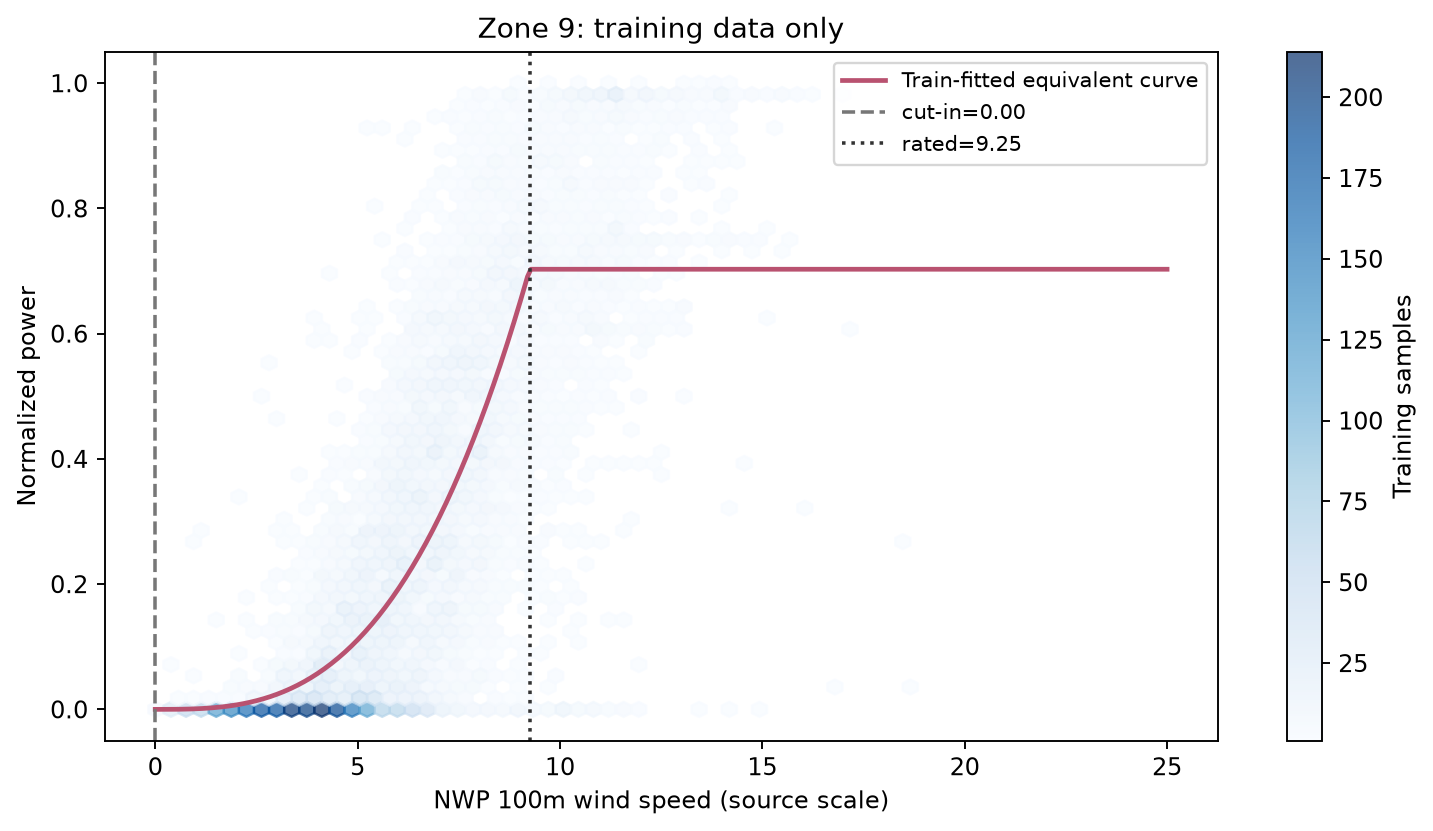 Zone 9: training data only
Train-fitted equivalent curve
cut-in=0.00
rated=9.25
Normalized power
1.0
0.8
0.6
0.4
0.2
0.0
0
5
10
15
20
25
NWP 100m wind speed (source scale)
200
175
150
125
100
75
50
25
Training samples